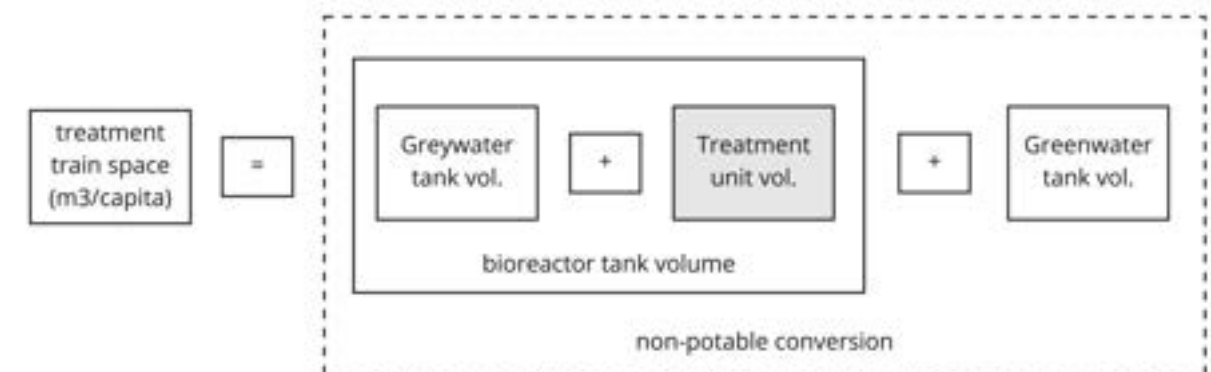 treatment
train space
(m3/capita)
=
Greywater
tank vol.
+
Treatment
unit vol.
+
Greenwater
tank vol.
bioreactor tank volume
non-potable conversion